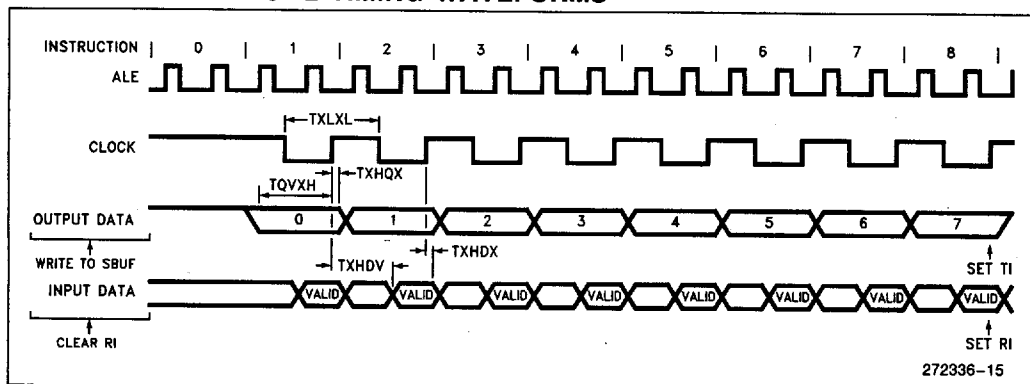 INSTRUCTION | 0 | 1 | 2 | 3 | 4 | 5 | 6 | 7 | 8 |
ALE
TXLXL
CLOCK
TXHQX
TQVXH
OUTPUT DATA 0 1 2 3 4 5 6 7
WRITE TO SBUF TXHDV TXHDX SET TI
INPUT DATA VALID VALID VALID VALID VALID VALID VALID VALID
CLEAR RI SET RI
272336-15